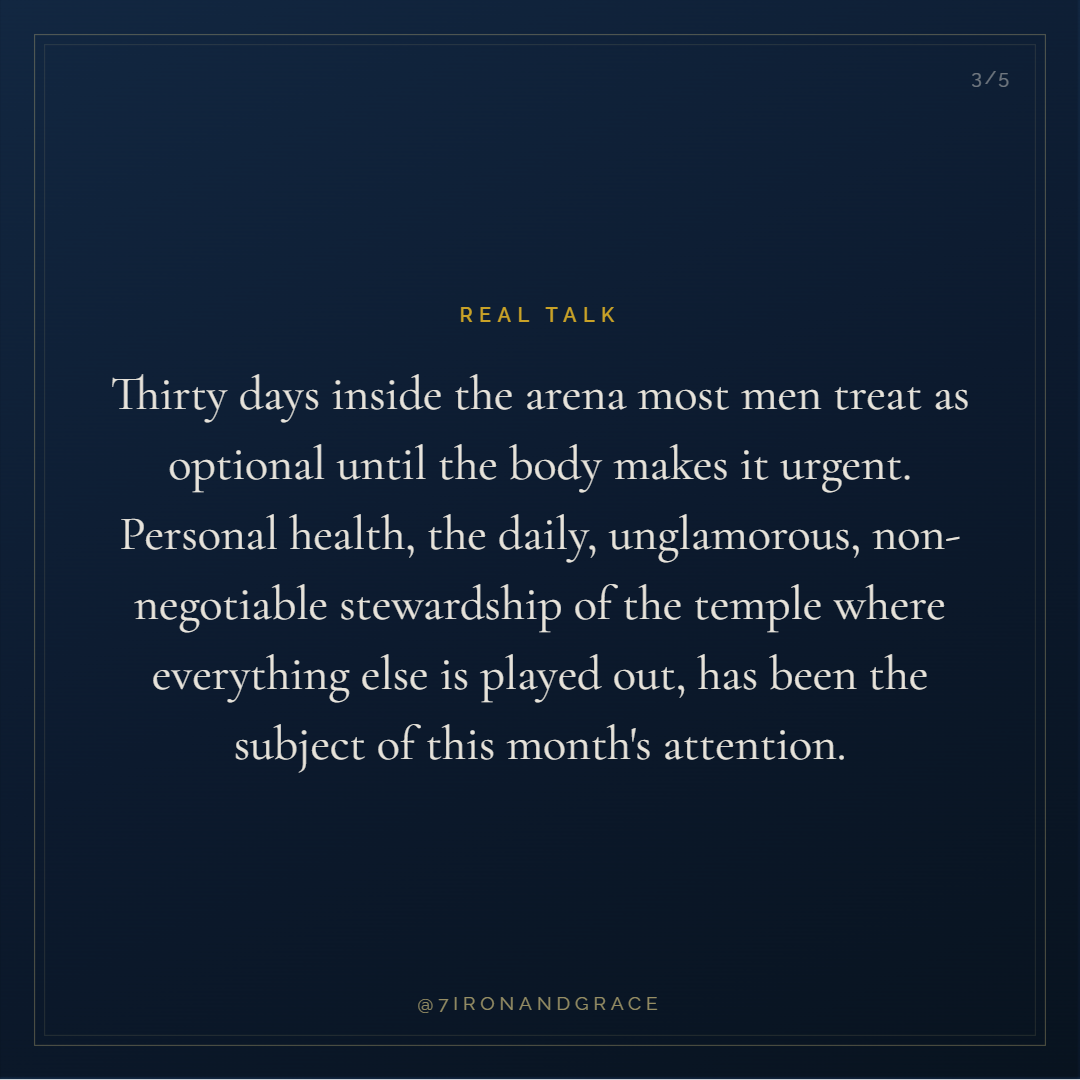 3/5
REAL TALK
Thirty days inside the arena most men treat as
optional until the body makes it urgent.
Personal health, the daily, unglamorous, non-
negotiable stewardship of the temple where
everything else is played out, has been the
subject of this month's attention.
@7IRONANDGRACE